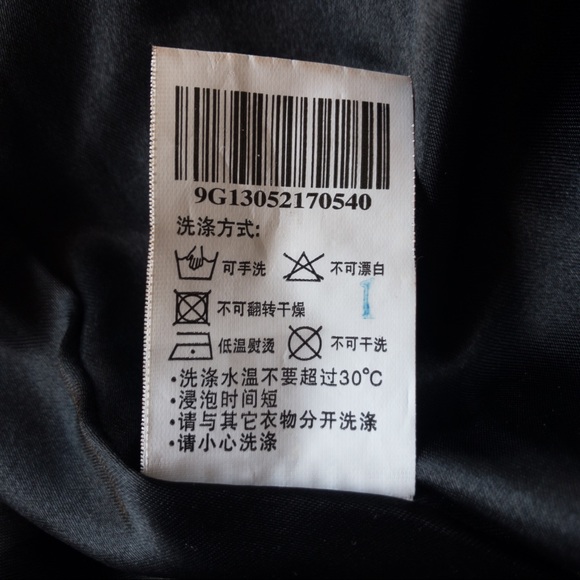 9G13052170540
洗涤方式:
可手洗 不可漂白
不可翻转干燥
低温熨烫 不可干洗
·洗涤水温不要超过30℃
·浸泡时间短
·请与其它衣物分开洗涤
·请小心洗涤